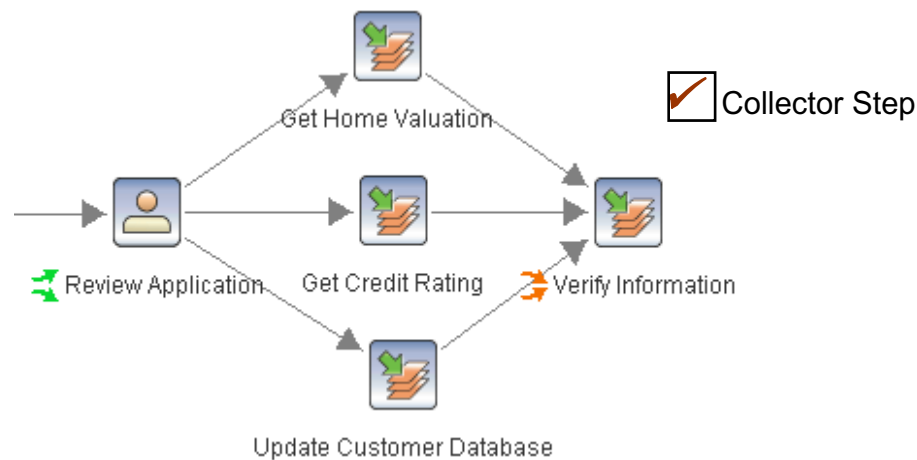 Get Home Valuation
Collector Step
Review Application
Get Credit Rating
Verify Information
Update Customer Database